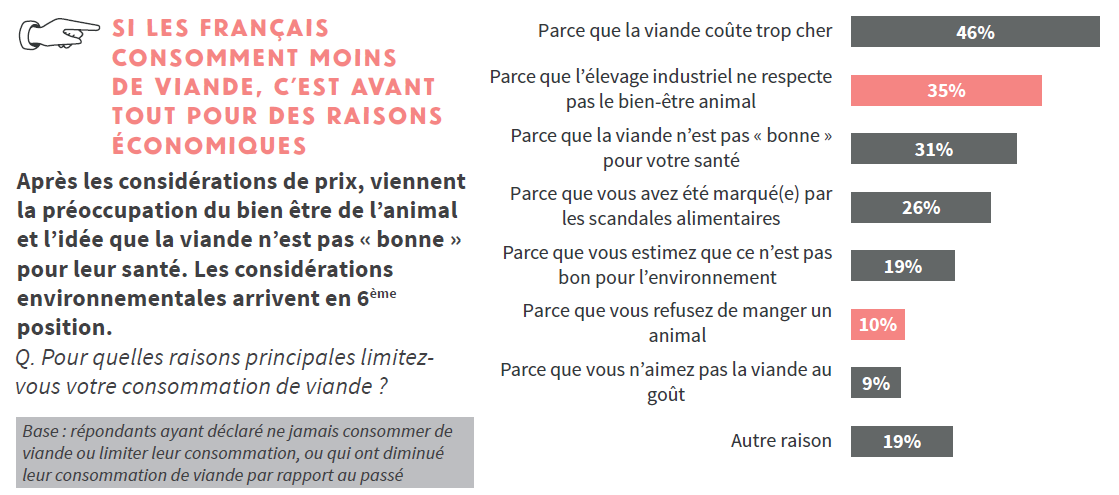 SI LES FRANÇAIS
CONSOMMENT MOINS
DE VIANDE, C’EST AVANT
TOUT POUR DES RAISONS
ÉCONOMIQUES
Après les considérations de prix, viennent
la préoccupation du bien être de l’animal
et l’idée que la viande n’est pas « bonne »
pour leur santé. Les considérations
environnementales arrivent en 6ème
position.
Q. Pour quelles raisons principales limitez-
vous votre consommation de viande ?
Base : répondants ayant déclaré ne jamais consommer de
viande ou limiter leur consommation, ou qui ont diminué
leur consommation de viande par rapport au passé
Parce que la viande coûte trop cher
46%
Parce que l’élevage industriel ne respecte
pas le bien-être animal
35%
Parce que la viande n’est pas « bonne »
pour votre santé
31%
Parce que vous avez été marqué(e) par
les scandales alimentaires
26%
Parce que vous estimez que ce n’est pas
bon pour l’environnement
19%
Parce que vous refusez de manger un
animal
10%
Parce que vous n’aimez pas la viande au
goût
9%
Autre raison
19%